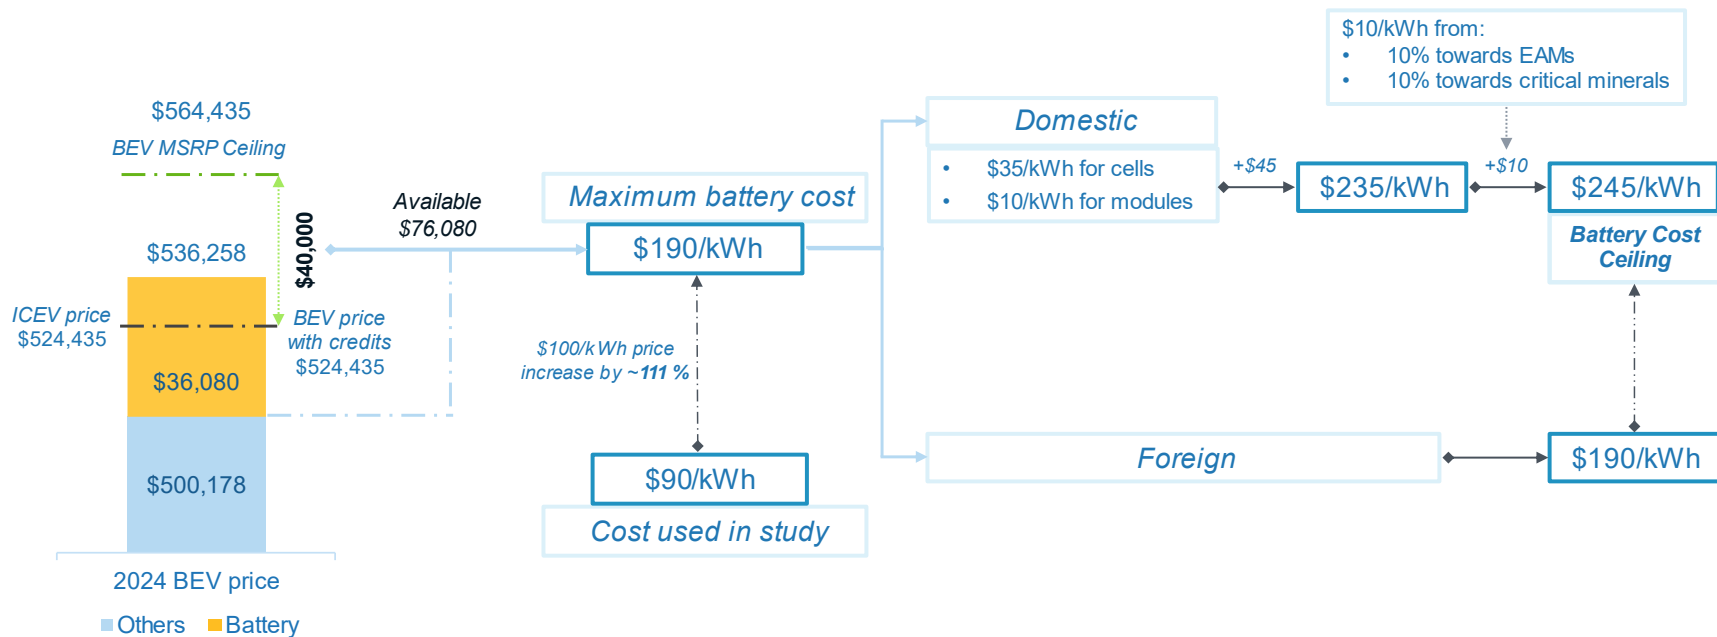 $564,435
BEV MSRP Ceiling
$536,258
$40,000
ICEV price
$524,435
BEV price
with credits
$524,435
$36,080
$500,178
2024 BEV price
Others
Battery
Available
$76,080
Maximum battery cost
$190/kWh
$100/kWh price
increase by ~111 %
$90/kWh
Cost used in study
Domestic
• $35/kWh for cells
• $10/kWh for modules
+$45
$235/kWh
$10/kWh from:
• 10% towards EAMs
• 10% towards critical minerals
+$10
$245/kWh
Battery Cost
Ceiling
Foreign
$190/kWh